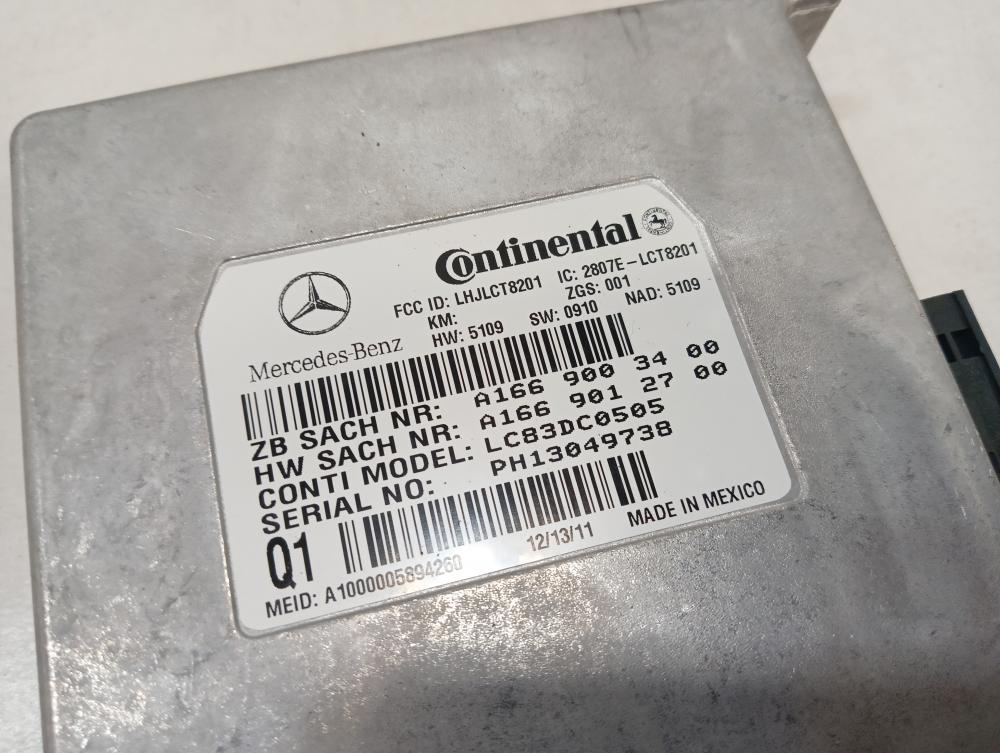 Continental
FCC ID: LHJLCT8201 IC: 2807E-LCT8201
KM: ZGS: 001
HW: 5109 SW: 0910 NAD: 5109
Mercedes-Benz
ZB SACH NR: A166 900 34 00
HW SACH NR: A166 901 27 00
CONTI MODEL: LC83DC0505
SERIAL NO: PH13049738
Q1
12/13/11 MADE IN MEXICO
MEID: A1000005894260